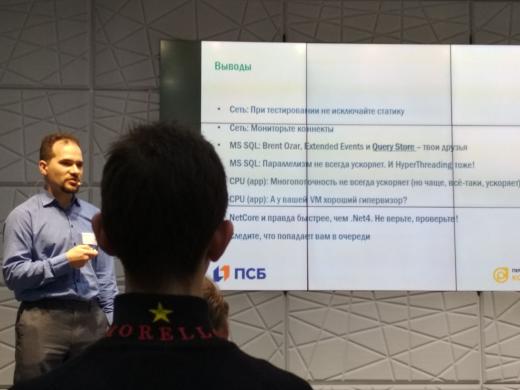 Выводы
Сеть: При тестировании не исключайте статику
Сеть: Мониторьте коннекты
MS SQL: Brent Ozar, Extended Events и Query Store – твои друзья
MS SQL: Параллелизм не всегда ускоряет. И HyperThreading тоже!
CPU (app): Многопоточность не всегда ускоряет (но чаще, всё-таки, ускоряет)
CPU (app): А у вашей VM хороший гипервизор?
NetCore и правда быстрее, чем .Net4. Не верьте, проверьте!
Следите, что попадает вам в очереди
ПСБ
MORELLO